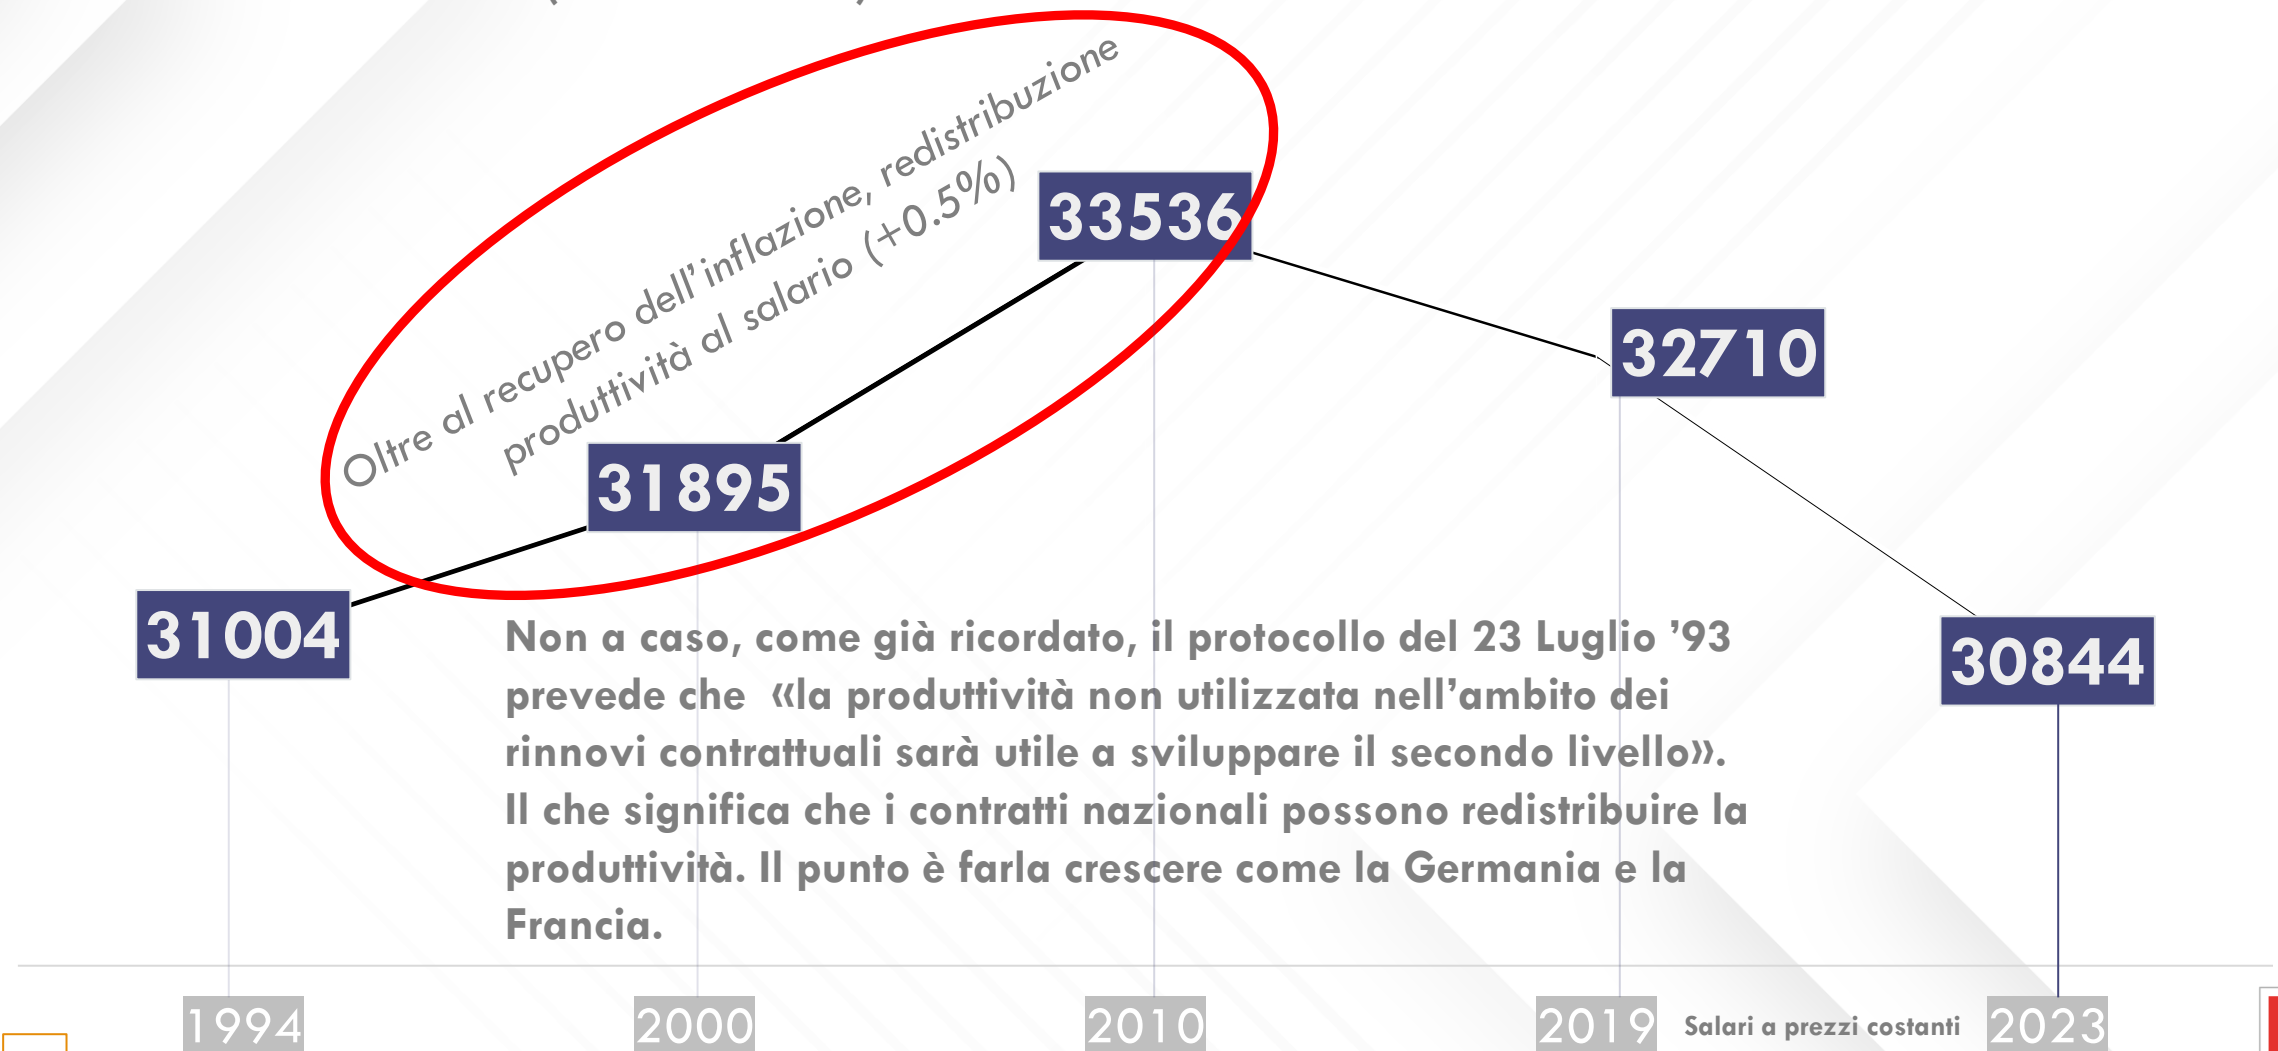 Oltre al recupero dell'inflazione, redistribuzione
produttività al salario (+0.5%)
33536
32710
31895
31004
30844
Non a caso, come già ricordato, il protocollo del 23 Luglio ’93
prevede che «la produttività non utilizzata nell’ambito dei
rinnovi contrattuali sarà utile a sviluppare il secondo livello».
Il che significa che i contratti nazionali possono redistribuire la
produttività. Il punto è farla crescere come la Germania e la
Francia.
1994
2000
2010
2019
Salari a prezzi costanti
2023